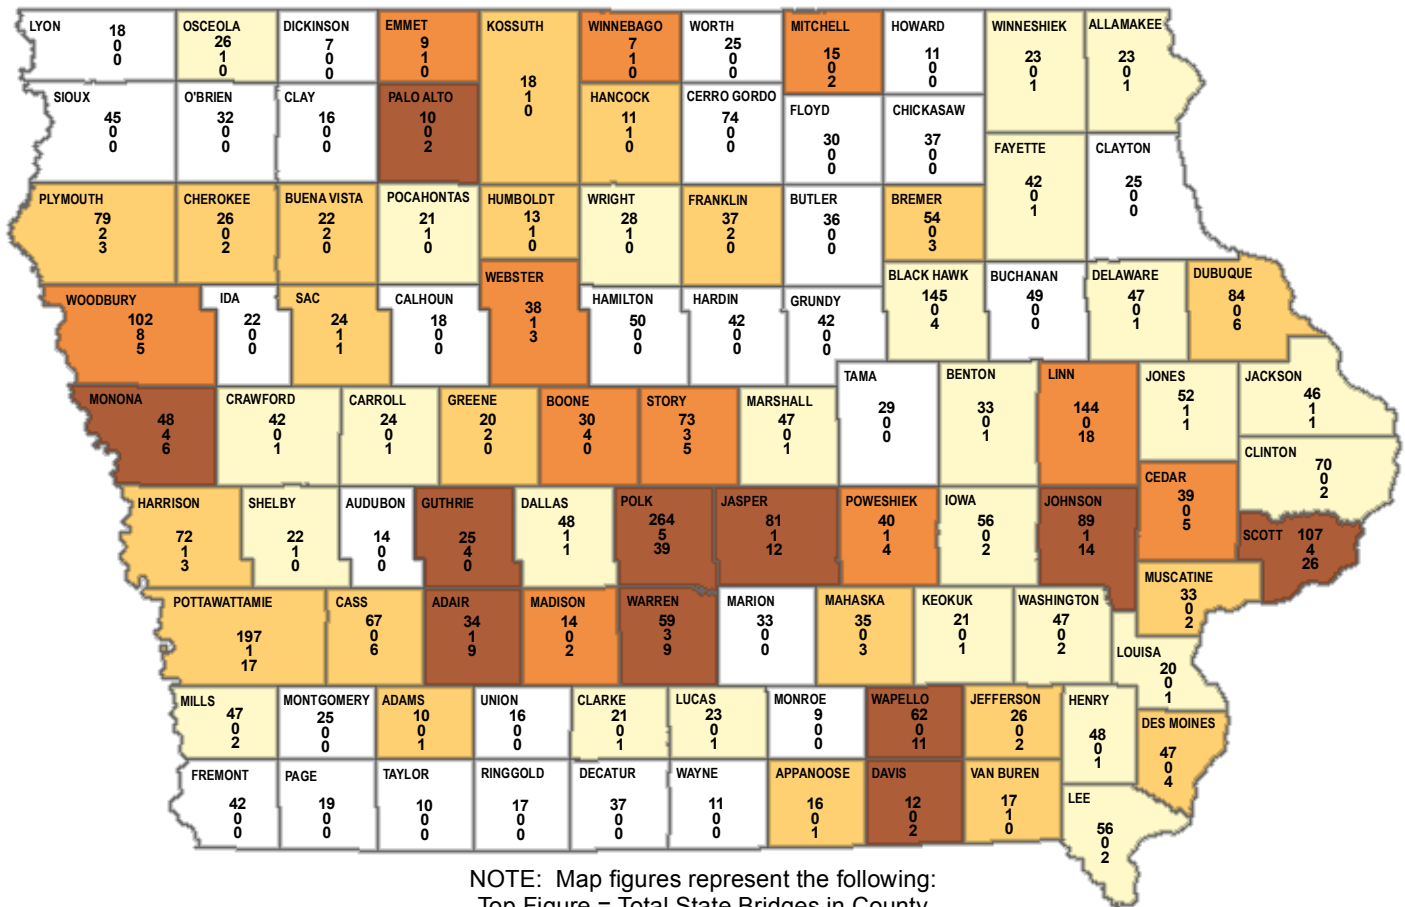 LYON
18
0
0
OSCEOLA
26
1
0
DICKINSON
7
0
0
EMMET
9
1
0
KOSSUTH
18
1
0
WINNEBAGO
7
1
0
WORTH
25
0
0
MITCHELL
15
0
2
HOWARD
11
0
0
WINNESHIEK
23
0
1
ALLAMAKEE
23
0
1
SIOUX
45
0
0
O'BRIEN
32
0
0
CLAY
16
0
0
PALO ALTO
10
0
2
HANCOCK
11
1
0
CERRO GORDO
74
0
0
FLOYD
30
0
0
CHICKASAW
37
0
0
FAYETTE
42
0
1
CLAYTON
25
0
0
PLYMOUTH
79
2
3
CHEROKEE
26
0
2
BUENA VISTA
22
2
0
POCAHONTAS
21
1
0
HUMBOLDT
13
1
0
WRIGHT
28
1
0
FRANKLIN
37
2
0
BUTLER
36
0
0
BREMER
54
0
3
WOODBURY
102
8
5
IDA
22
0
0
SAC
24
1
1
CALHOUN
18
0
0
WEBSTER
38
1
3
HAMILTON
50
0
0
HARDIN
42
0
0
GRUNDY
42
0
0
BLACK HAWK
145
0
4
BUCHANAN
49
0
0
DELAWARE
47
0
1
DUBUQUE
84
0
6
MONONA
48
4
6
CRAWFORD
42
0
1
CARROLL
24
0
1
GREENE
20
2
0
BOONE
30
4
0
STORY
73
3
5
MARSHALL
47
0
1
TAMA
29
0
0
BENTON
33
0
1
LINN
144
0
18
JONES
52
1
1
JACKSON
46
1
1
CLINTON
70
0
2
HARRISON
72
1
3
SHELBY
22
1
0
AUDUBON
14
0
0
GUTHRIE
25
4
0
DALLAS
48
1
1
POLK
264
5
39
JASPER
81
1
12
POWESHIEK
40
1
4
IOWA
56
0
2
JOHNSON
89
1
14
CEDAR
39
0
5
SCOTT
107
4
26
POTTAWATTAMIE
197
1
17
CASS
67
0
6
ADAIR
34
1
9
MADISON
14
0
2
WARREN
59
3
9
MARION
33
0
0
MAHASKA
35
0
3
KEOKUK
21
0
1
WASHINGTON
47
0
2
MUSCATINE
33
0
2
LOUISA
20
0
1
MILLS
47
0
2
MONTGOMERY
25
0
0
ADAMS
10
0
1
UNION
16
0
0
CLARKE
21
0
1
LUCAS
23
0
1
MONROE
9
0
0
WAPELLO
62
0
11
JEFFERSON
26
0
2
HENRY
48
0
1
DES MOINES
47
0
4
FREMONT
42
0
0
PAGE
19
0
0
TAYLOR
10
0
0
RINGGOLD
17
0
0
DECATUR
37
0
0
WAYNE
11
0
0
APPANOOSE
16
0
1
DAVIS
12
0
2
VAN BUREN
17
1
0
LEE
56
0
2
NOTE: Map figures represent the following:
Top Figure = Total State Bridges in County